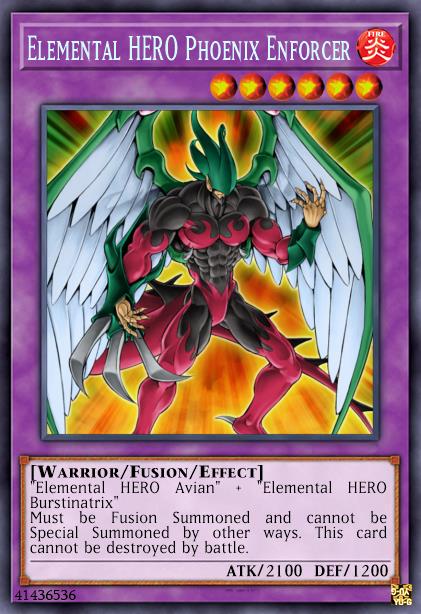 Elemental HERO Phoenix Enforcer
FIRE
炎
[Warrior/Fusion/Effect]
"Elemental HERO Avian" + "Elemental HERO
Burstinatrix"
Must be Fusion Summoned and cannot be
Special Summoned by other ways. This card
cannot be destroyed by battle.
ATK/2100 DEF/1200
41436536